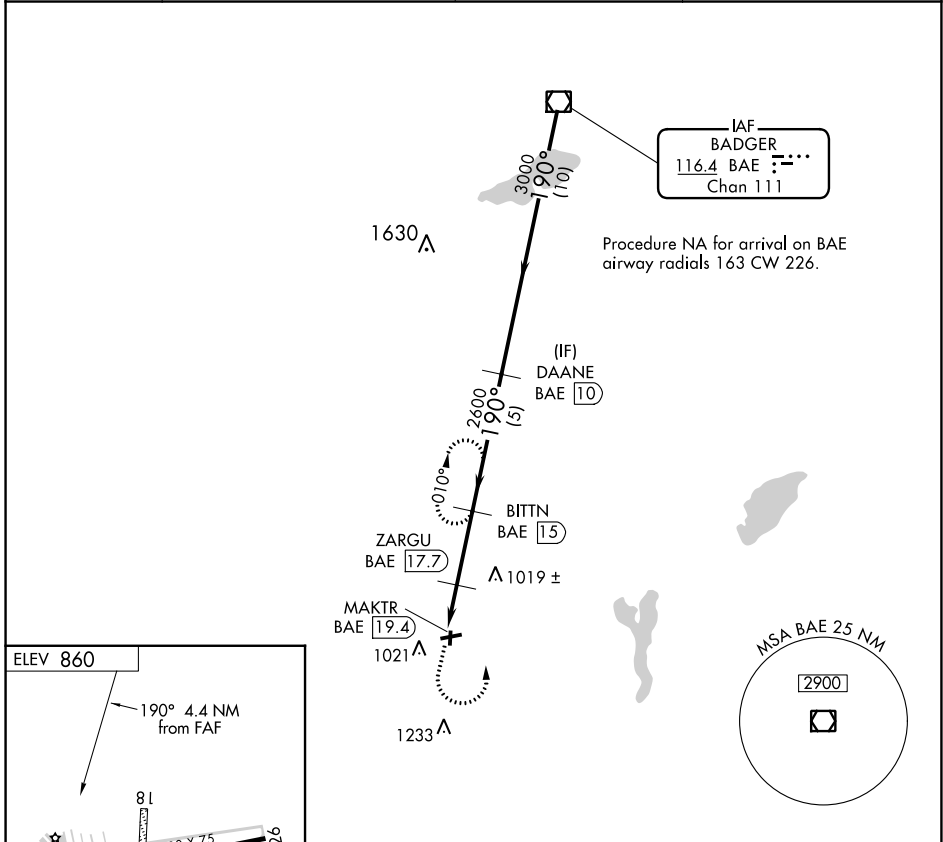 IAF
BADGER
116.4 BAE
Chan 111
3000
190°
(10)
1630
Procedure NA for arrival on BAE
airway radials 163 CW 226.
(IF)
DAANE
BAE 10
2600
190°
(5)
010°
BITTN
BAE 15
ZARGU
BAE 17.7
1019 ±
MAKTR
BAE 19.4
1021
1233
MSA BAE 25 NM
2900
ELEV 860
190° 4.4 NM
from FAF
18
X 75
26